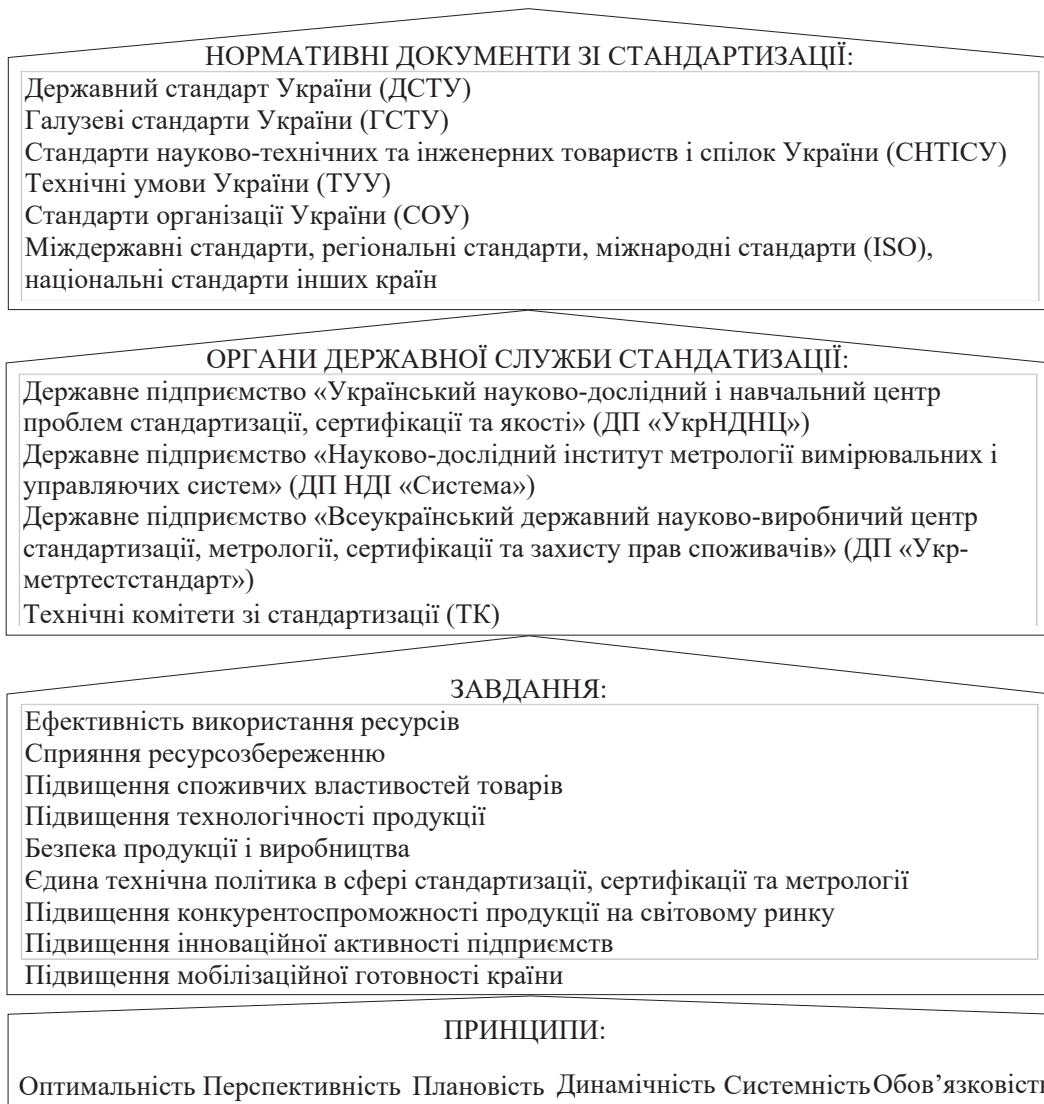 НОРМАТИВНІ ДОКУМЕНТИ ЗІ СТАНДАРТИЗАЦІЇ:
Державний стандарт України (ДСТУ)
Галузеві стандарти України (ГСТУ)
Стандарти науково-технічних та інженерних товариств і спілок України (СНТІСУ)
Технічні умови України (ТУУ)
Стандарти організації України (СОУ)
Міждержавні стандарти, регіональні стандарти, міжнародні стандарти (ISO),
національні стандарти інших країн
ОРГАНИ ДЕРЖАВНОЇ СЛУЖБИ СТАНДАТИЗАЦІЇ:
Державне підприємство «Український науково-дослідний і навчальний центр
проблем стандартизації, сертифікації та якості» (ДП «УкрНДНЦ»)
Державне підприємство «Науково-дослідний інститут метрології вимірювальних і
управляючих систем» (ДП НДІ «Система»)
Державне підприємство «Всеукраїнський державний науково-виробничий центр
стандартизації, метрології, сертифікації та захисту прав споживачів» (ДП «Укр-
метртестстандарт»)
Технічні комітети зі стандартизації (ТК)
ЗАВДАННЯ:
Ефективність використання ресурсів
Сприяння ресурсозбереженню
Підвищення споживчих властивостей товарів
Підвищення технологічності продукції
Безпека продукції і виробництва
Єдина технічна політика в сфері стандартизації, сертифікації та метрології
Підвищення конкурентоспроможності продукції на світовому ринку
Підвищення інноваційної активності підприємств
Підвищення мобілізаційної готовності країни
ПРИНЦИПИ:
Оптимальність Перспективність Плановість Динамічність Системність Обов’язковість